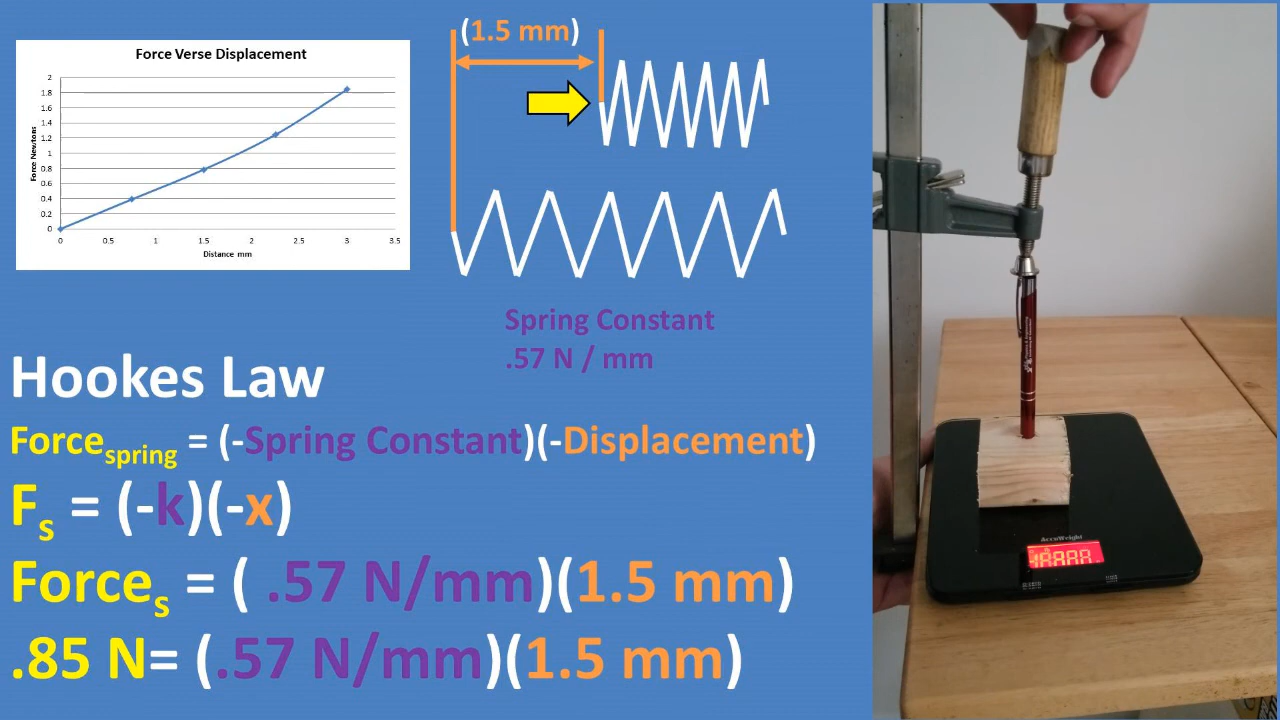 Force Verse Displacement
2
1.8
1.6
1.4
1.2
1
0.8
0.6
0.4
0.2
0
Force Newtons
0 0.5 1 1.5 2 2.5 3 3.5
Distance mm
(1.5 mm)
Spring Constant
.57 N / mm
Hookes Law
Forcespring = (-Spring Constant)(-Displacement)
Fs = (-k)(-x)
Forces = ( .57 N/mm)(1.5 mm)
.85 N= (.57 N/mm)(1.5 mm)
AccuWeight